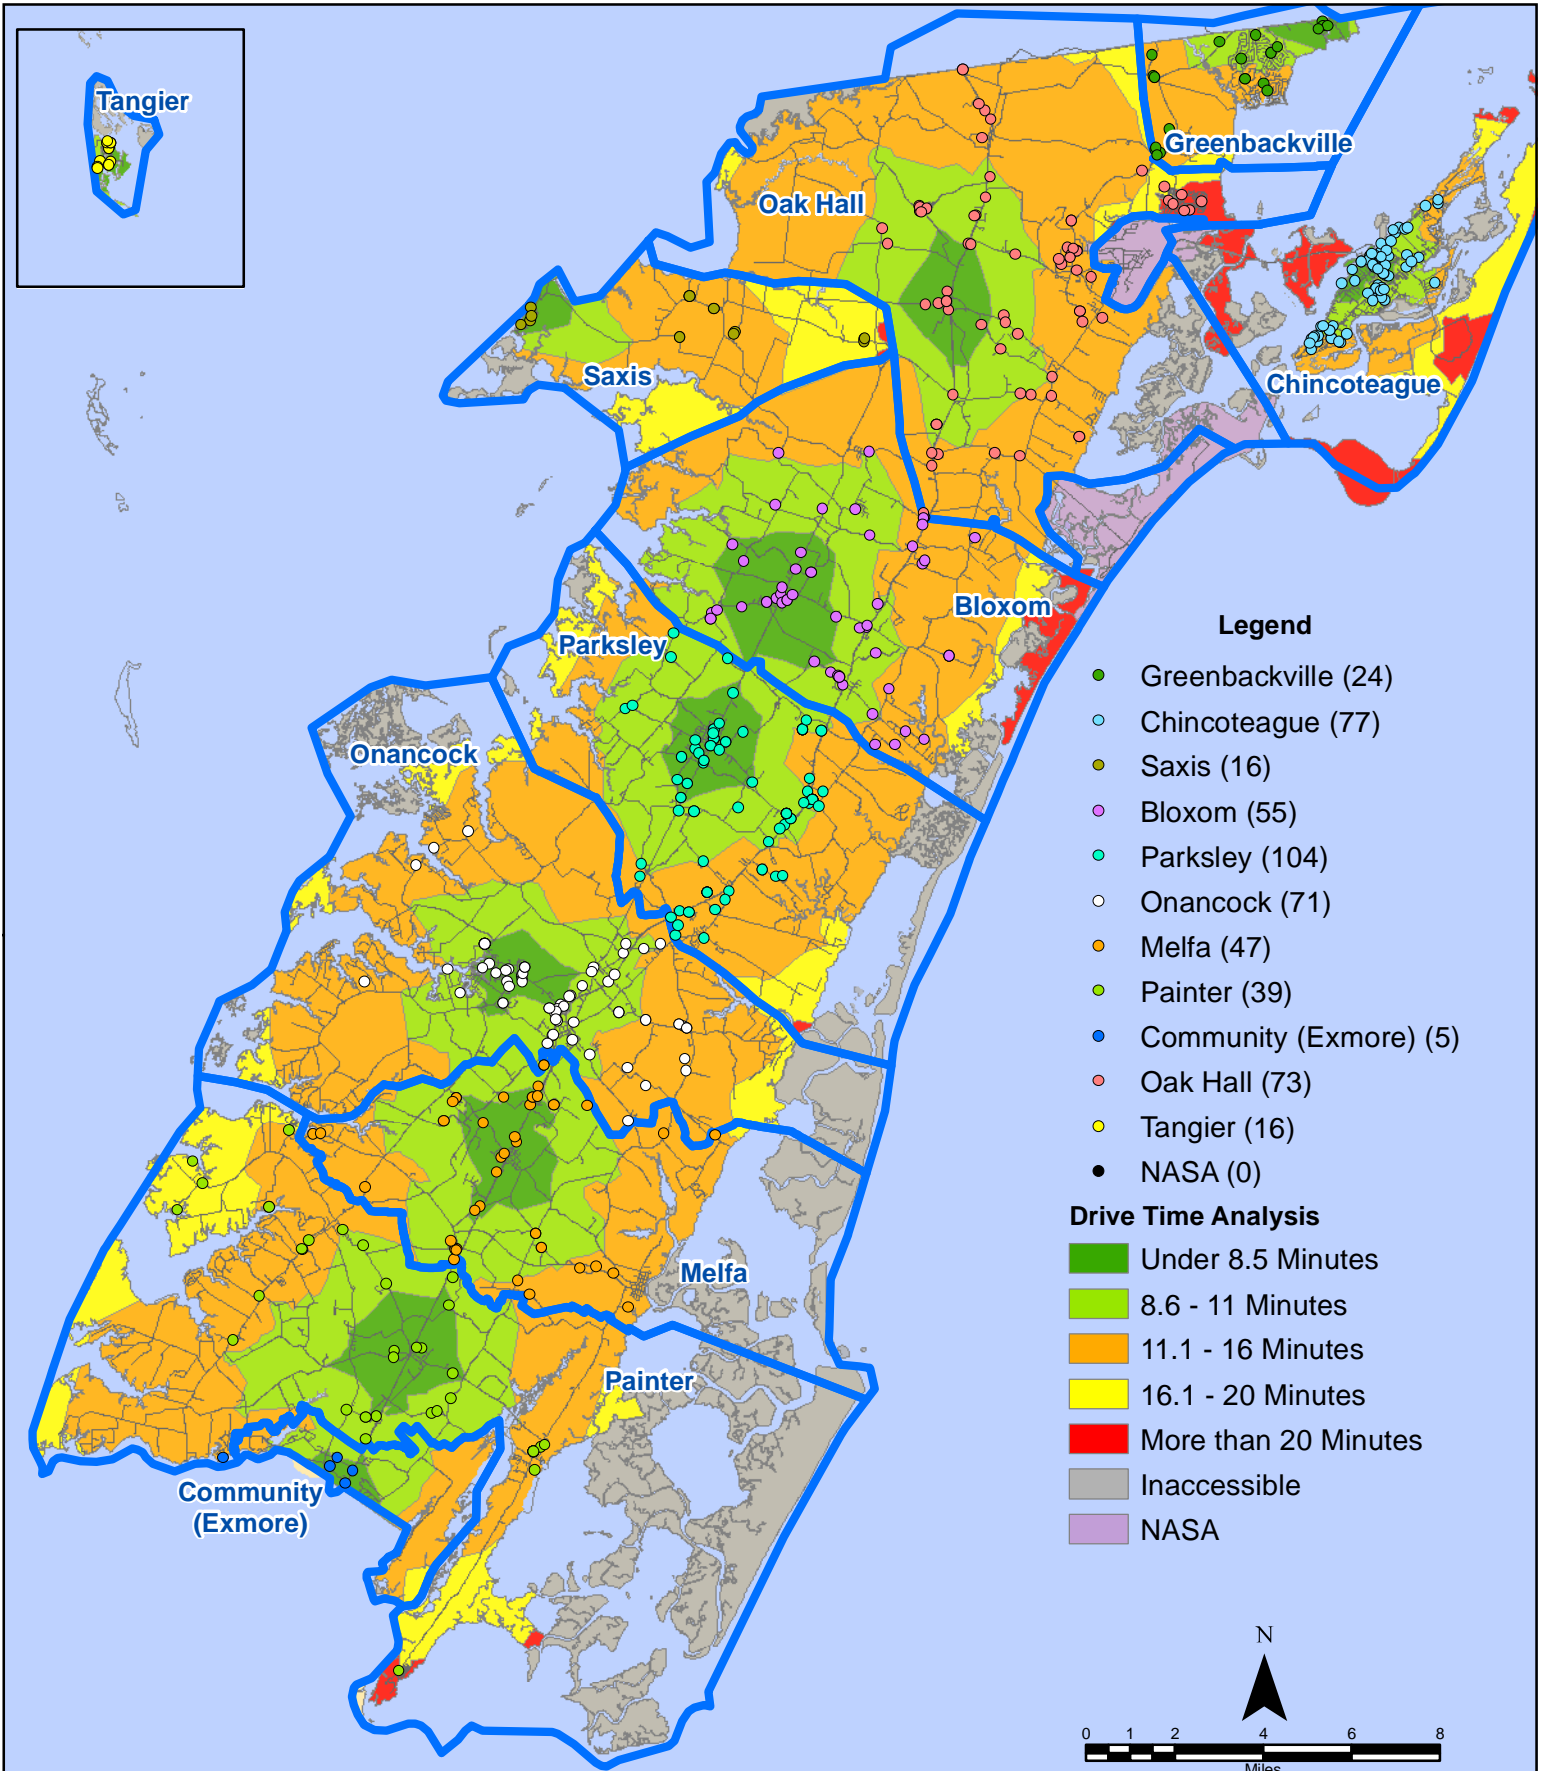 Tangier
Greenbackville
Oak Hall
Saxis
Chincoteague
Bloxom
Parksley
Onancock
Melfa
Painter
Community
(Exmore)
Legend
Greenbackville (24)
Chincoteague (77)
Saxis (16)
Bloxom (55)
Parksley (104)
Onancock (71)
Melfa (47)
Painter (39)
Community (Exmore) (5)
Oak Hall (73)
Tangier (16)
NASA (0)
Drive Time Analysis
Under 8.5 Minutes
8.6 - 11 Minutes
11.1 - 16 Minutes
16.1 - 20 Minutes
More than 20 Minutes
Inaccessible
NASA
N
0 1 2 4 6 8
Miles